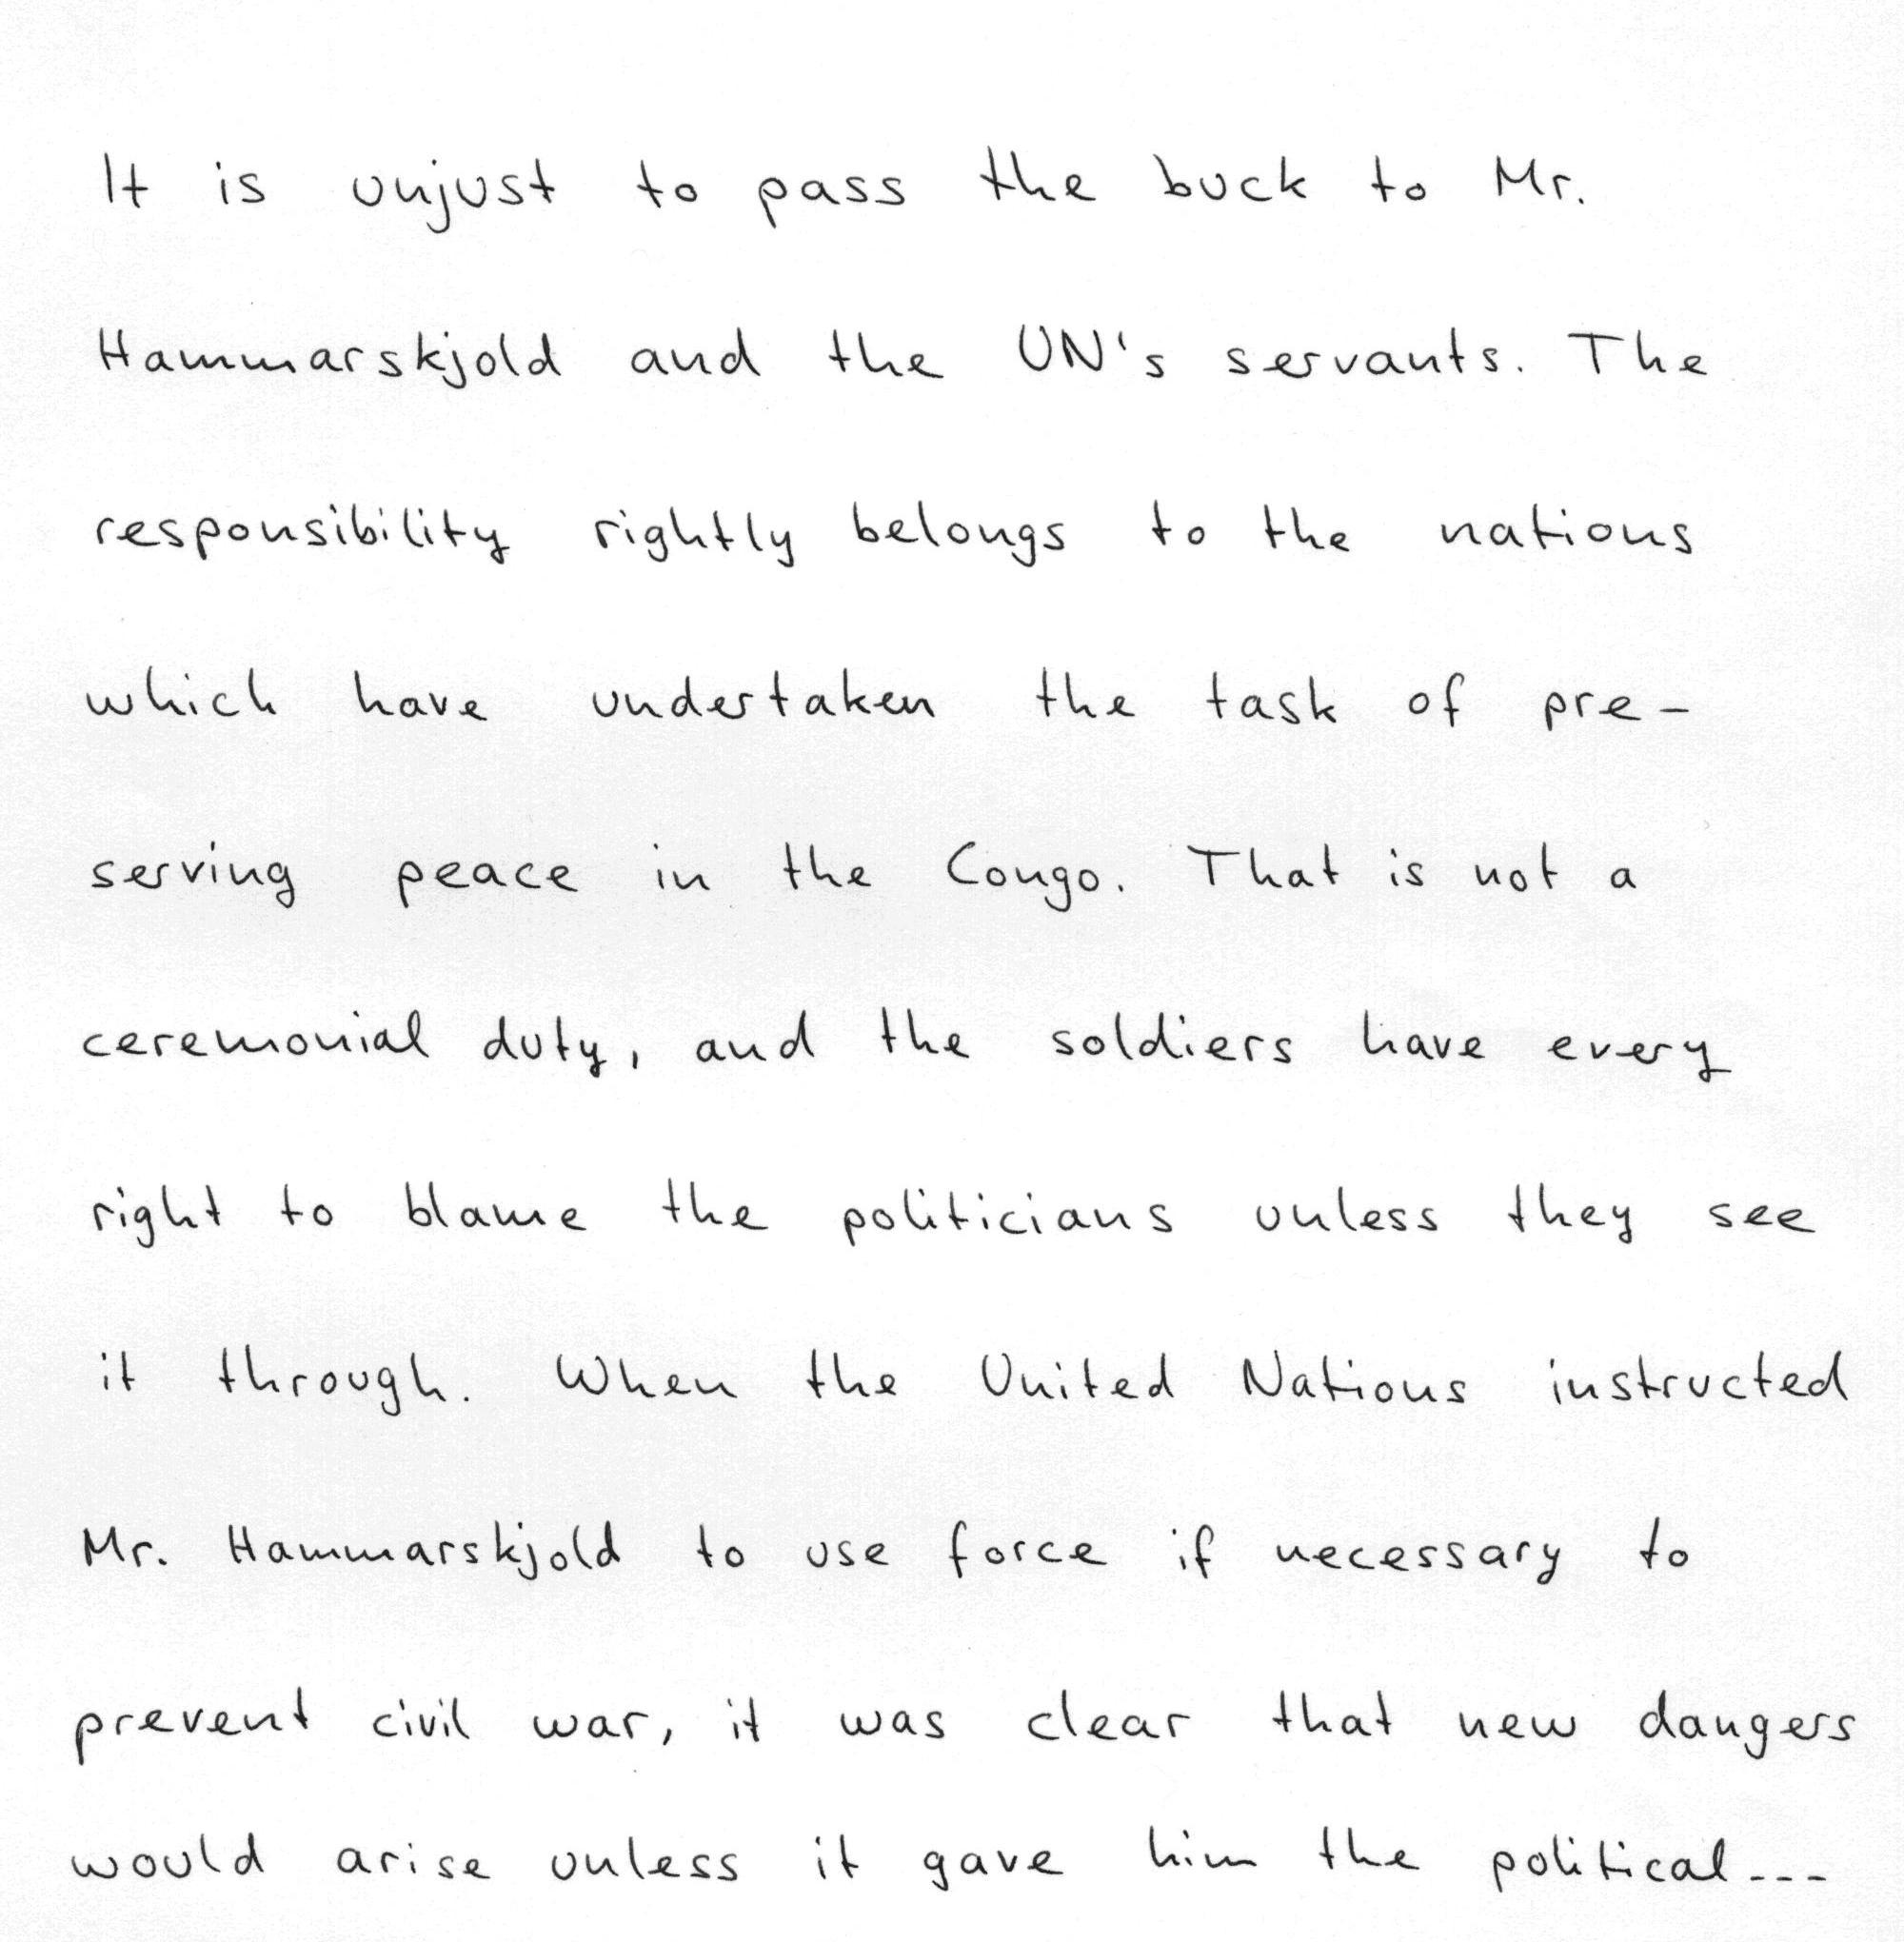 It is unjust to pass the buck to Mr.
Hammarskjold and the UN's servants. The
responsibility rightly belongs to the nations
which have undertaken the task of pre-
serving peace in the Congo. That is not a
ceremonial duty, and the soldiers have every
right to blame the politicians unless they see
it through. When the United Nations instructed
Mr. Hammarskjold to use force if necessary to
prevent civil war, it was clear that new dangers
would arise unless it gave him the political---